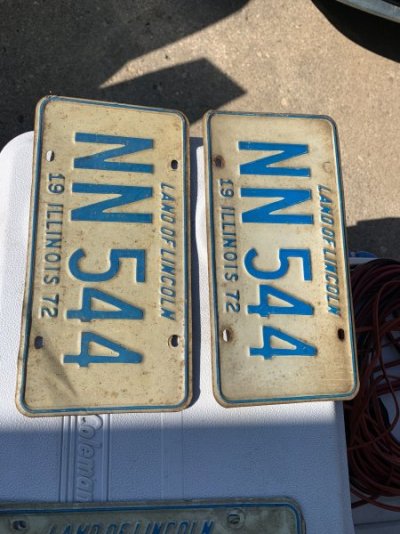 LAND OF LINCOLN
NN 544
19 ILLINOIS 72
LAND OF LINCOLN
NN 544
19 ILLINOIS 72
Coleman
LAND OF LINCOLN